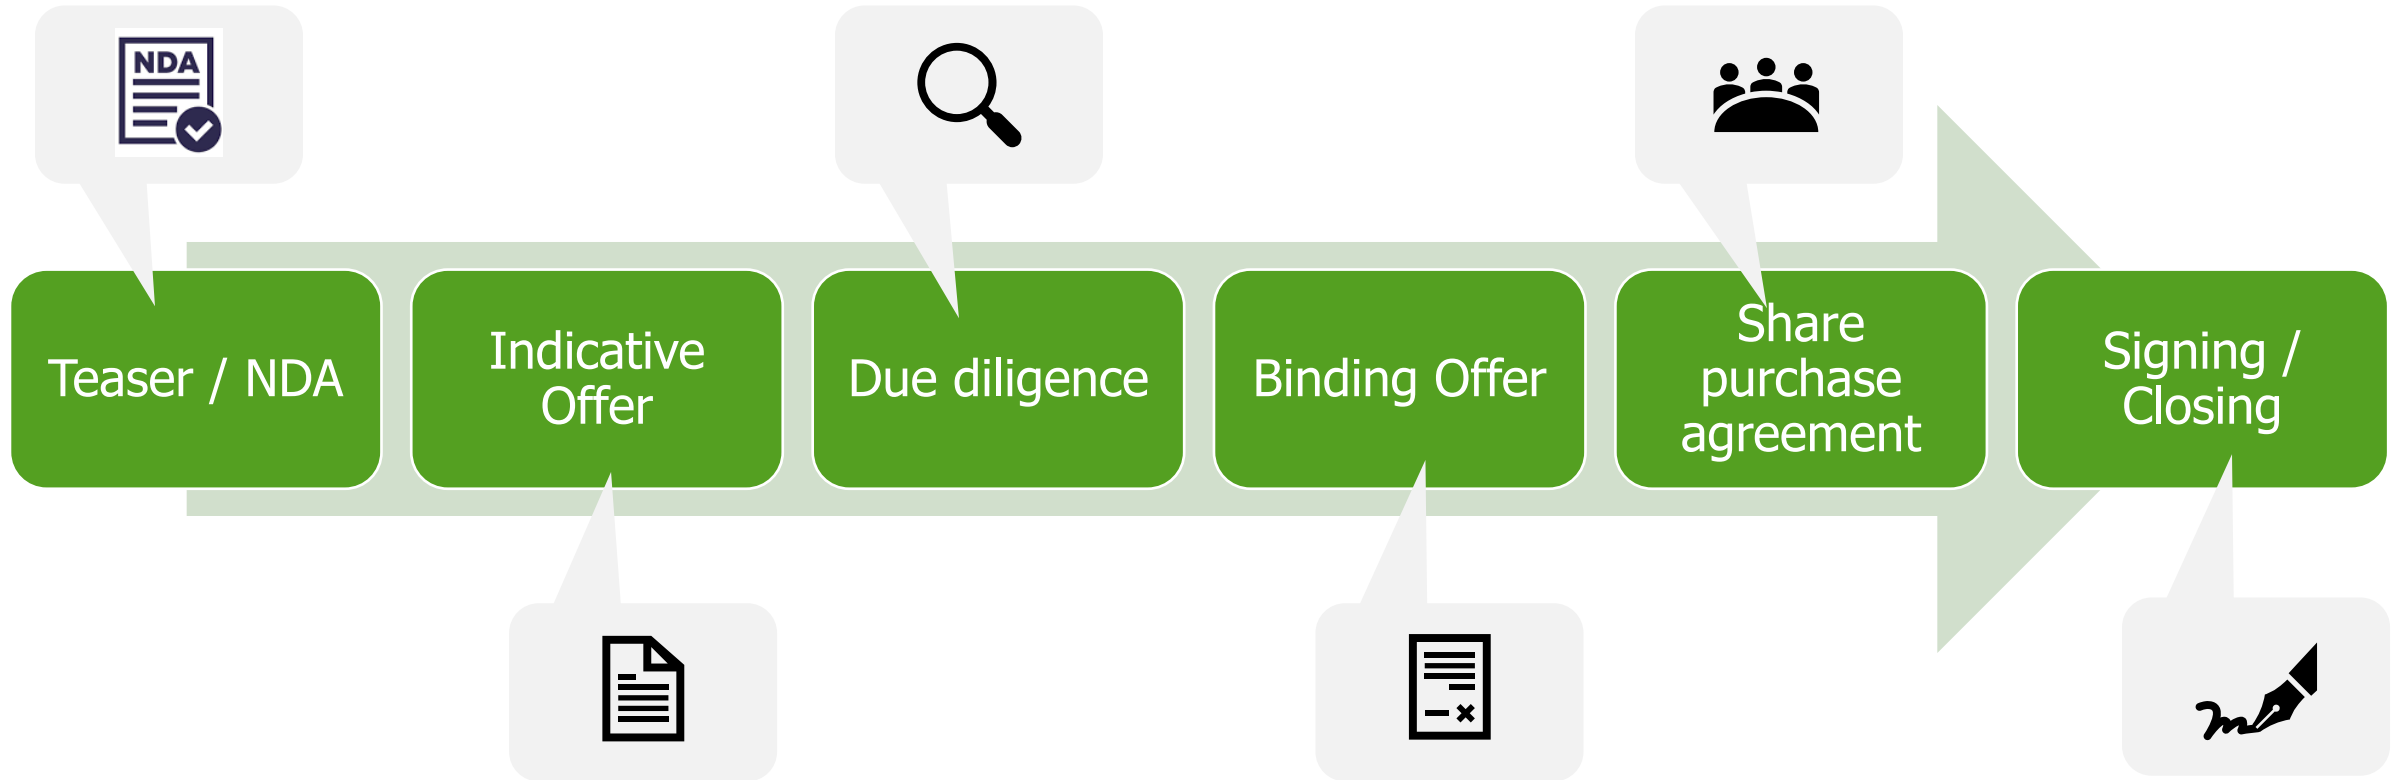 NDA
Teaser / NDA
Indicative
Offer
Due diligence
Binding Offer
Share
purchase
agreement
Signing /
Closing